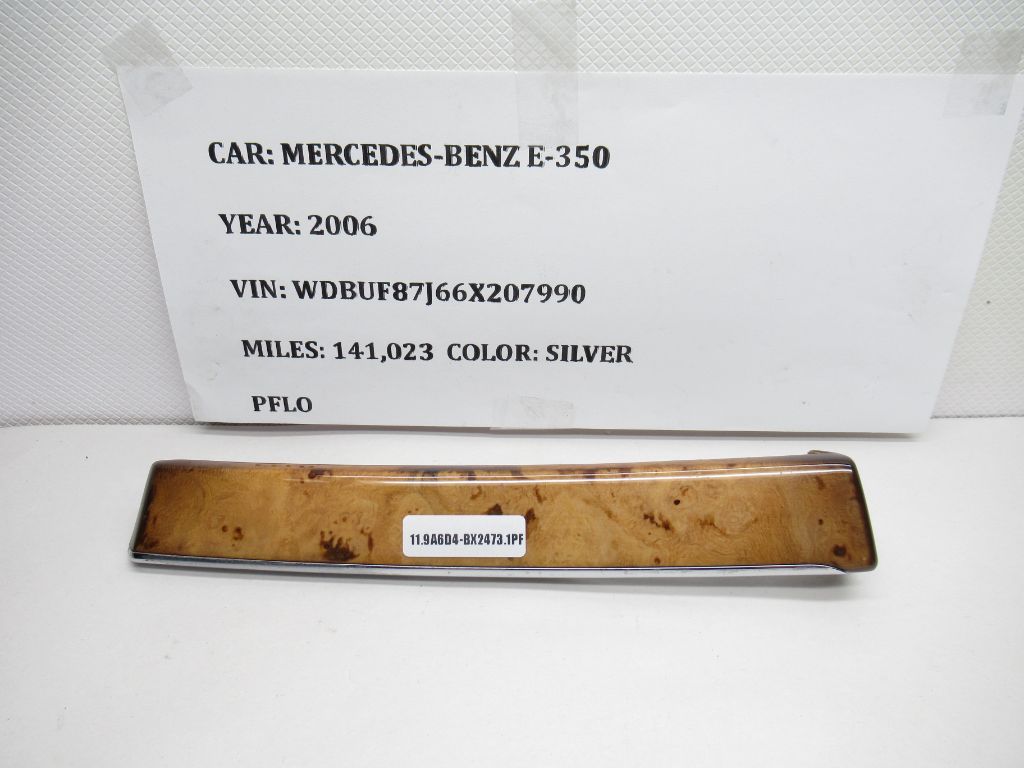 CAR: MERCEDES-BENZ E-350
YEAR: 2006
VIN: WDBUF87J66X207990
MILES: 141,023 COLOR: SILVER
PFLO
11.9A6D4-BX2473.1PF